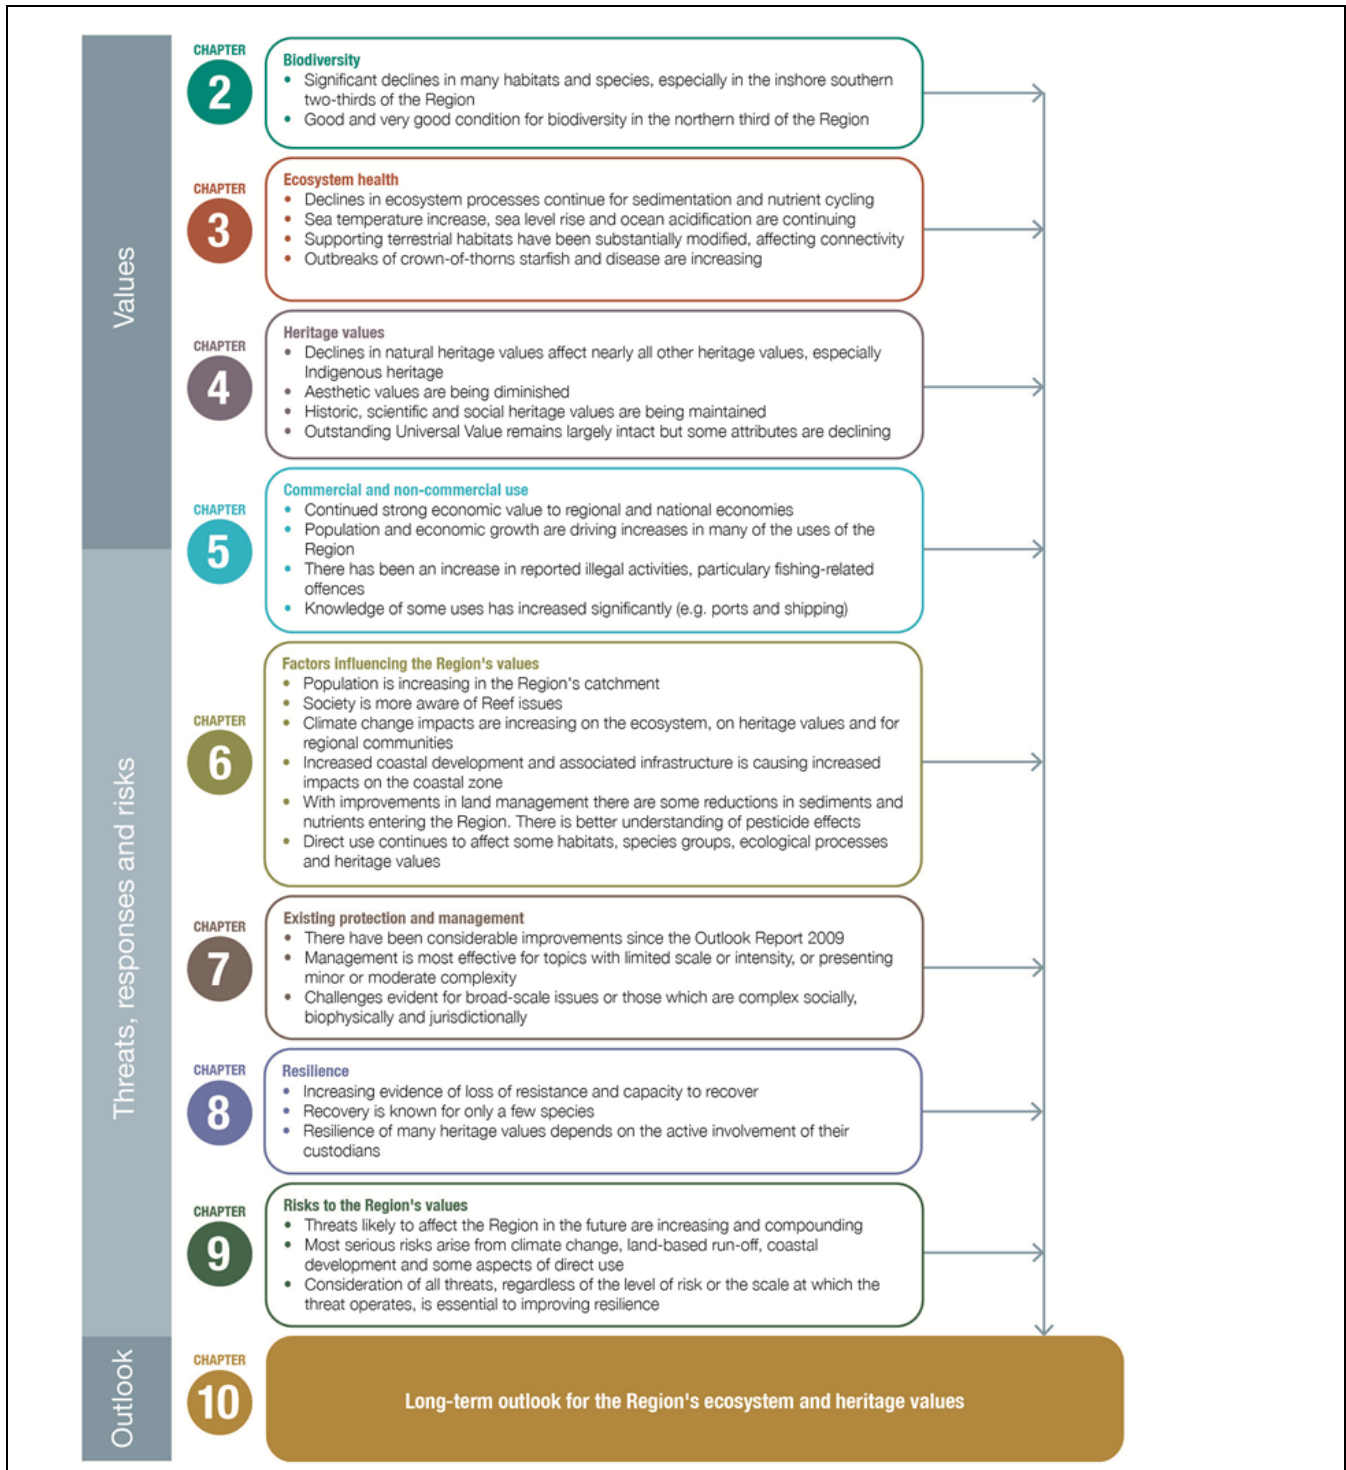 Values
Threats, responses and risks
Outlook
CHAPTER
2
Biodiversity
• Significant declines in many habitats and species, especially in the inshore southern
two-thirds of the Region
• Good and very good condition for biodiversity in the northern third of the Region
CHAPTER
3
Ecosystem health
• Declines in ecosystem processes continue for sedimentation and nutrient cycling
• Sea temperature increase, sea level rise and ocean acidification are continuing
• Supporting terrestrial habitats have been substantially modified, affecting connectivity
• Outbreaks of crown-of-thorns starfish and disease are increasing
CHAPTER
4
Heritage values
• Declines in natural heritage values affect nearly all other heritage values, especially
Indigenous heritage
• Aesthetic values are being diminished
• Historic, scientific and social heritage values are being maintained
• Outstanding Universal Value remains largely intact but some attributes are declining
CHAPTER
5
Commercial and non-commercial use
• Continued strong economic value to regional and national economies
• Population and economic growth are driving increases in many of the uses of the
Region
• There has been an increase in reported illegal activities, particulary fishing-related
offences
• Knowledge of some uses has increased significantly (e.g. ports and shipping)
CHAPTER
6
Factors influencing the Region's values
• Population is increasing in the Region's catchment
• Society is more aware of Reef issues
• Climate change impacts are increasing on the ecosystem, on heritage values and for
regional communities
• Increased coastal development and associated infrastructure is causing increased
impacts on the coastal zone
• With improvements in land management there are some reductions in sediments and
nutrients entering the Region. There is better understanding of pesticide effects
• Direct use continues to affect some habitats, species groups, ecological processes
and heritage values
CHAPTER
7
Existing protection and management
• There have been considerable improvements since the Outlook Report 2009
• Management is most effective for topics with limited scale or intensity, or presenting
minor or moderate complexity
• Challenges evident for broad-scale issues or those which are complex socially,
biophysically and jurisdictionally
CHAPTER
8
Resilience
• Increasing evidence of loss of resistance and capacity to recover
• Recovery is known for only a few species
• Resilience of many heritage values depends on the active involvement of their
custodians
CHAPTER
9
Risks to the Region's values
• Threats likely to affect the Region in the future are increasing and compounding
• Most serious risks arise from climate change, land-based run-off, coastal
development and some aspects of direct use
• Consideration of all threats, regardless of the level of risk or the scale at which the
threat operates, is essential to improving resilience
CHAPTER
10
Long-term outlook for the Region's ecosystem and heritage values